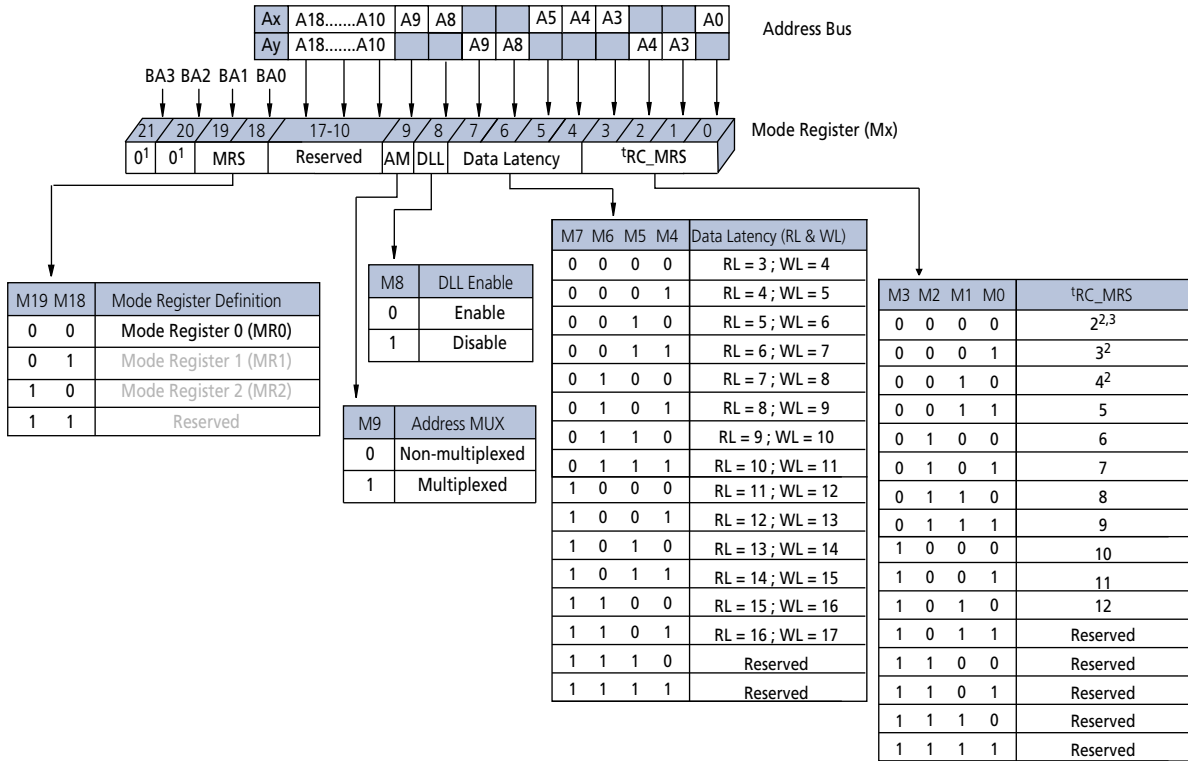 Ax A18.......A10 A9 A8 A5 A4 A3 A0
Address Bus
Ay A18.......A10 A9 A8 A4 A3
BA3 BA2 BA1 BA0
21 20 19 18 17-10 9 8 7 6 5 4 3 2 1 0
Mode Register (Mx)
0¹ 0¹ MRS Reserved AM DLL Data Latency ᵗRC_MRS
M19 M18 Mode Register Definition
0 0 Mode Register 0 (MR0)
0 1 Mode Register 1 (MR1)
1 0 Mode Register 2 (MR2)
1 1 Reserved
M8 DLL Enable
0 Enable
1 Disable
M9 Address MUX
0 Non-multiplexed
1 Multiplexed
M7 M6 M5 M4 Data Latency (RL & WL)
0 0 0 0 RL = 3 ; WL = 4
0 0 0 1 RL = 4 ; WL = 5
0 0 1 0 RL = 5 ; WL = 6
0 0 1 1 RL = 6 ; WL = 7
0 1 0 0 RL = 7 ; WL = 8
0 1 0 1 RL = 8 ; WL = 9
0 1 1 0 RL = 9 ; WL = 10
0 1 1 1 RL = 10 ; WL = 11
1 0 0 0 RL = 11 ; WL = 12
1 0 0 1 RL = 12 ; WL = 13
1 0 1 0 RL = 13 ; WL = 14
1 0 1 1 RL = 14 ; WL = 15
1 1 0 0 RL = 15 ; WL = 16
1 1 0 1 RL = 16 ; WL = 17
1 1 1 0 Reserved
1 1 1 1 Reserved
M3 M2 M1 M0 ᵗRC_MRS
0 0 0 0 2²,³
0 0 0 1 3²
0 0 1 0 4²
0 0 1 1 5
0 1 0 0 6
0 1 0 1 7
0 1 1 0 8
0 1 1 1 9
1 0 0 0 10
1 0 0 1 11
1 0 1 0 12
1 0 1 1 Reserved
1 1 0 0 Reserved
1 1 0 1 Reserved
1 1 1 0 Reserved
1 1 1 1 Reserved